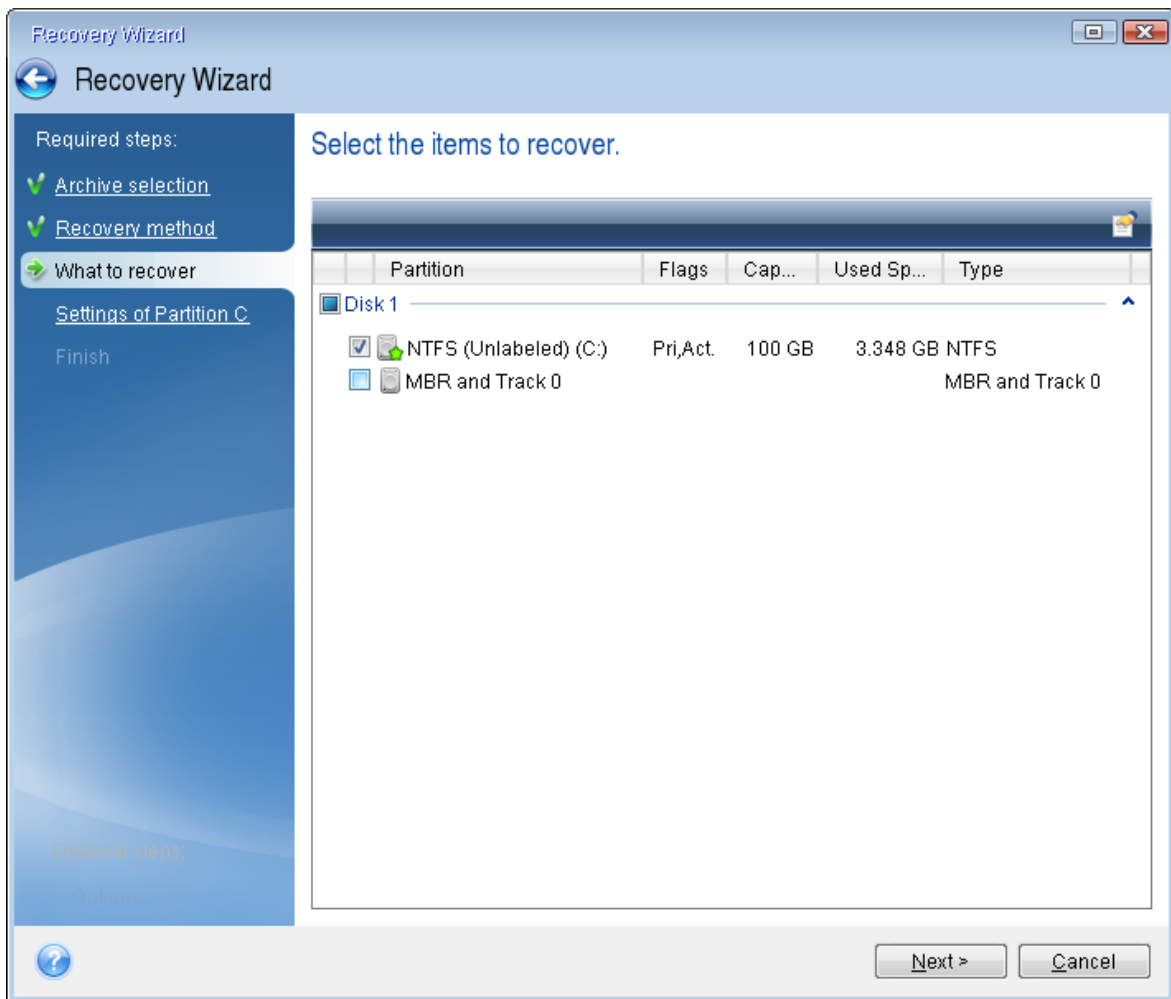 Recovery Wizard
Recovery Wizard
Required steps:
Archive selection
Recovery method
What to recover
Settings of Partition C
Finish
Optional steps:
Options
Select the items to recover.
Partition Flags Cap... Used Sp... Type
Disk 1
NTFS (Unlabeled) (C:) Pri,Act. 100 GB 3.348 GB NTFS
MBR and Track 0 MBR and Track 0
?
Next > Cancel